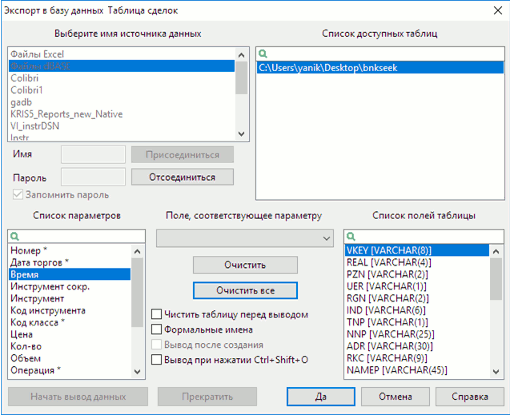 Экспорт в базу данных Таблица сделок
Выберите имя источника данных
Список доступных таблиц
Файлы Excel
Colibri
Colibri1
gadb
KRIS5_Reports_new_Native
VI_instrDSN
Instr
C:\Users\yanik\Desktop\bnkseek
Имя
Присоединиться
Пароль
Отсоединиться
Запомнить пароль
Список параметров
Поле, соответствующее параметру
Список полей таблицы
Номер *
Дата торгов *
Время
Инструмент сокр.
Инструмент
Код инструмента
Код класса *
Цена
Кол-во
Объем
Операция *
Очистить
Очистить все
Чистить таблицу перед выводом
Формальные имена
Вывод после создания
Вывод при нажатии Ctrl+Shift+O
VKEY [VARCHAR(8)]
REAL [VARCHAR(4)]
PZN [VARCHAR(2)]
UER [VARCHAR(1)]
RGN [VARCHAR(2)]
IND [VARCHAR(6)]
TNP [VARCHAR(1)]
NNP [VARCHAR(25)]
ADR [VARCHAR(30)]
RKC [VARCHAR(9)]
NAMEP [VARCHAR(45)]
Начать вывод данных
Прекратить
Да
Отмена
Справка